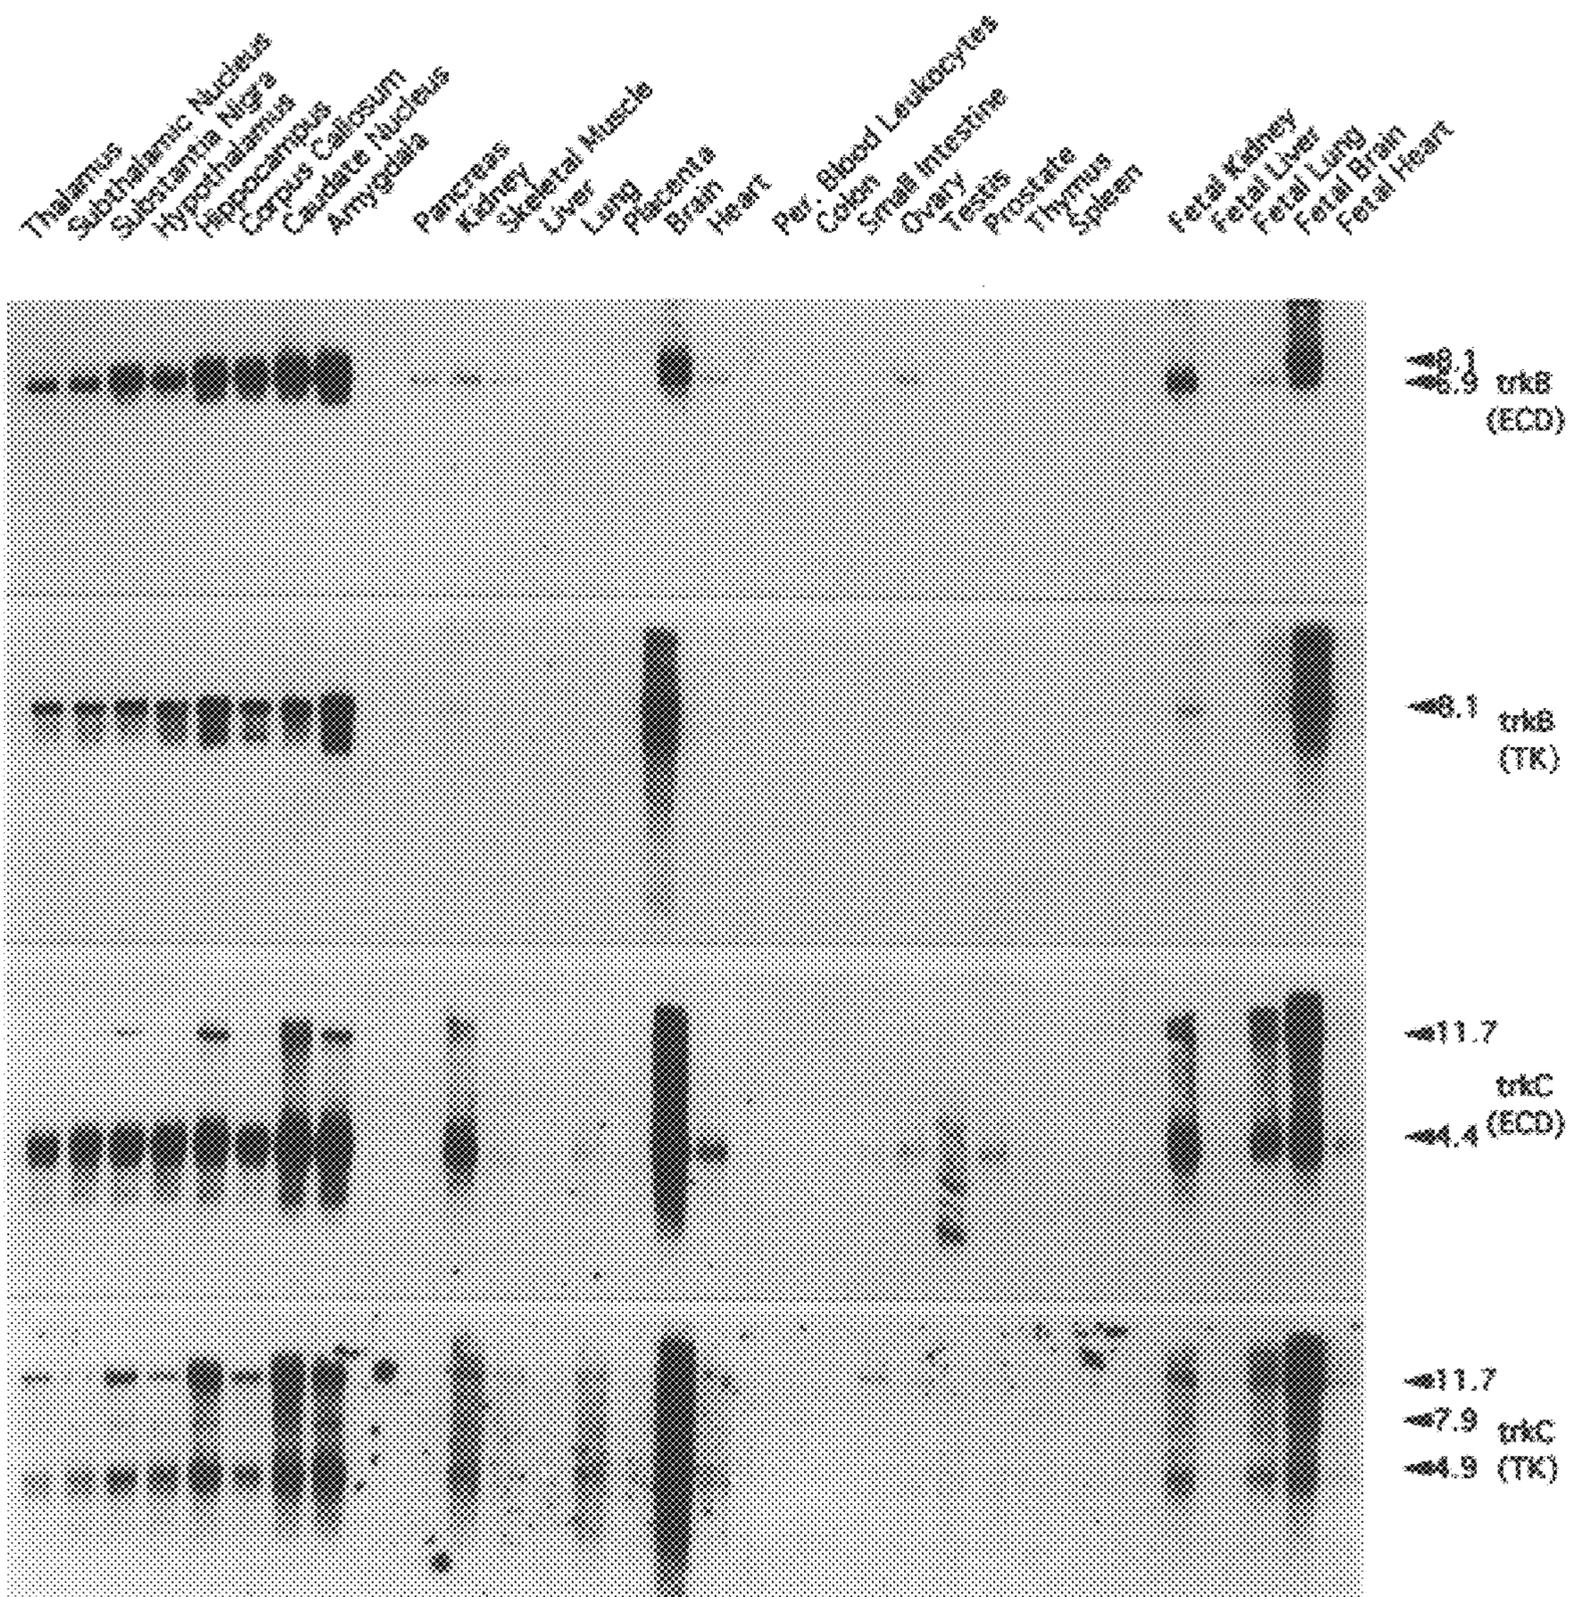 Thalamus
Subthalamic Nucleus
Substantia Nigra
Hypothalamus
Hippocampus
Corpus Callosum
Caudate Nucleus
Amygdala
Pancreas
Kidney
Skeletal Muscle
Liver
Lung
Placenta
Brain
Heart
Per. Blood Leukocytes
Colon
Small Intestine
Ovary
Testis
Prostate
Thymus
Spleen
Fetal Kidney
Fetal Liver
Fetal Lung
Fetal Brain
Fetal Heart
trkB
(ECD)
8.1
trkB
(TK)
11.7
trkC
(ECD)
4.4
11.7
7.9
trkC
4.9
(TK)